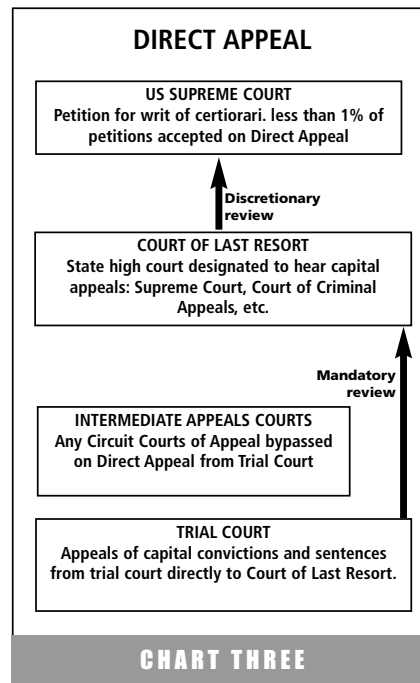 DIRECT APPEAL
US SUPREME COURT
Petition for writ of certiorari. less than 1% of
petitions accepted on Direct Appeal
Discretionary
review
COURT OF LAST RESORT
State high court designated to hear capital
appeals: Supreme Court, Court of Criminal
Appeals, etc.
Mandatory
review
INTERMEDIATE APPEALS COURTS
Any Circuit Courts of Appeal bypassed
on Direct Appeal from Trial Court
TRIAL COURT
Appeals of capital convictions and sentences
from trial court directly to Court of Last Resort.
CHART THREE